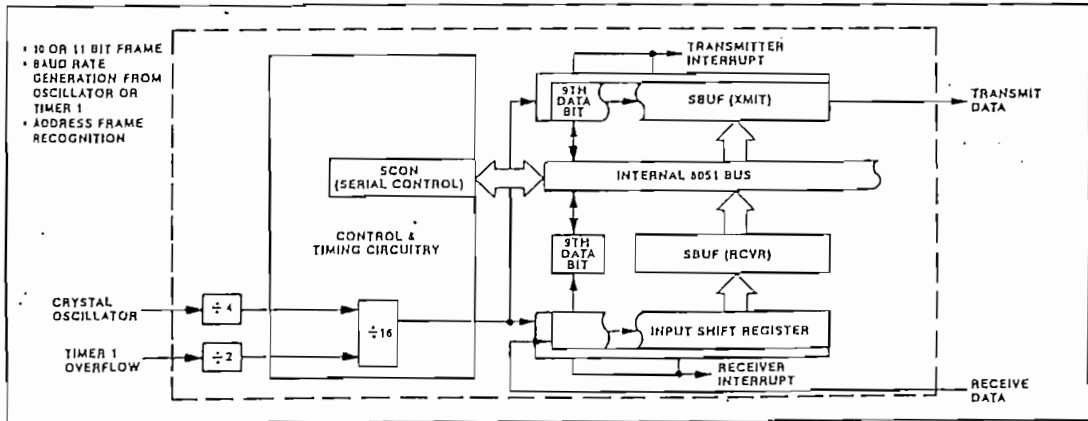 • 10 OR 11 BIT FRAME
• BAUD RATE
GENERATION FROM
OSCILLATOR OR
TIMER 1
• ADDRESS FRAME
RECOGNITION
TRANSMITTER
INTERRUPT
9TH
DATA
BIT
SBUF (XMIT)
TRANSMIT
DATA
SCON
(SERIAL CONTROL)
INTERNAL 8051 BUS
CONTROL &
TIMING CIRCUITRY
9TH
DATA
BIT
SBUF (RCVR)
CRYSTAL
OSCILLATOR
÷4
÷16
INPUT SHIFT REGISTER
TIMER 1
OVERFLOW
÷2
RECEIVER
INTERRUPT
RECEIVE
DATA